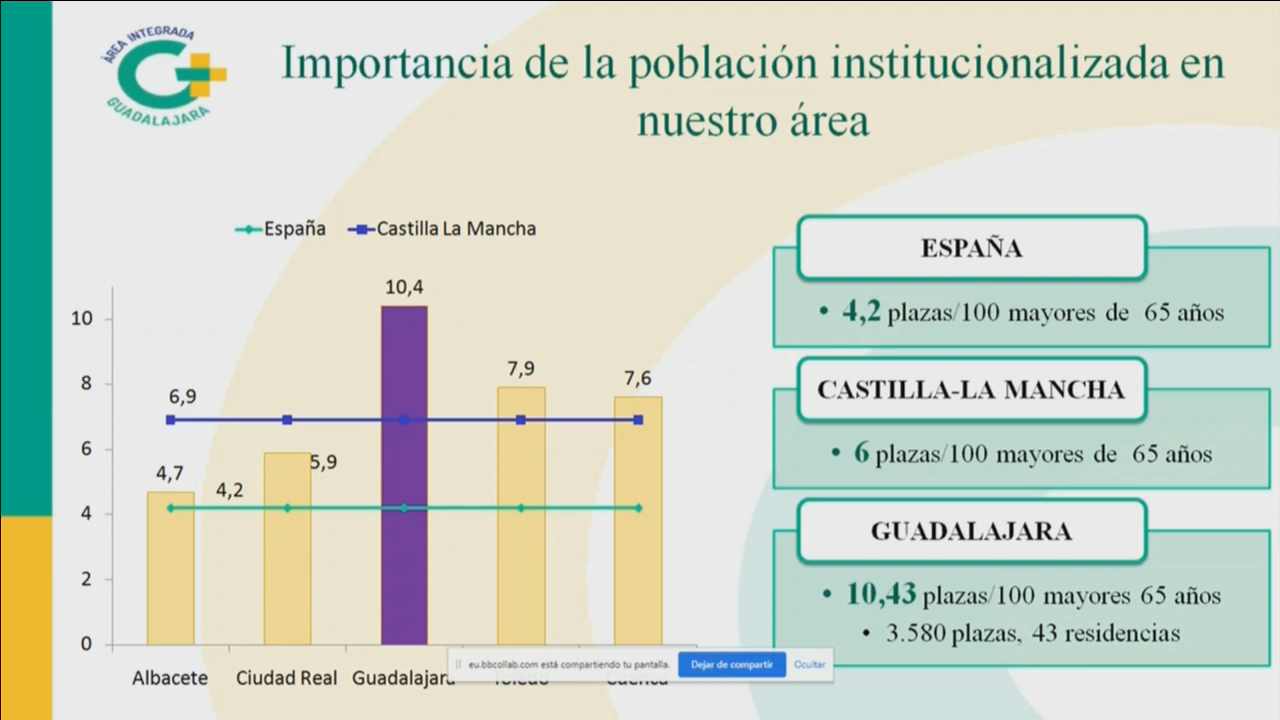 ÁREA INTEGRADA
GUADALAJARA
Importancia de la población institucionalizada en
nuestro área
España
Castilla La Mancha
10
8
6
4
2
0
6,9
4,7
4,2
5,9
10,4
7,9
7,6
Albacete
Ciudad Real
Guadalajara
Toledo
Cuenca
ESPAÑA
• 4,2 plazas/100 mayores de 65 años
CASTILLA-LA MANCHA
• 6 plazas/100 mayores de 65 años
GUADALAJARA
• 10,43 plazas/100 mayores 65 años
• 3.580 plazas, 43 residencias
eu.bbcollab.com está compartiendo tu pantalla.
Dejar de compartir
Ocultar